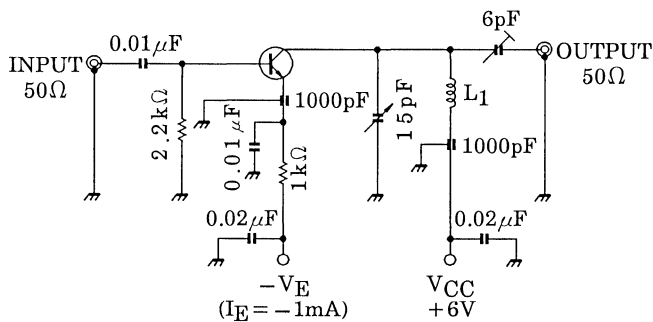 6pF
0.01μF
INPUT
50Ω
OUTPUT
50Ω
1000pF
L1
15pF
2.2kΩ
0.01μF
1kΩ
1000pF
0.02μF
0.02μF
−VE
(IE=−1mA)
VCC
+6V